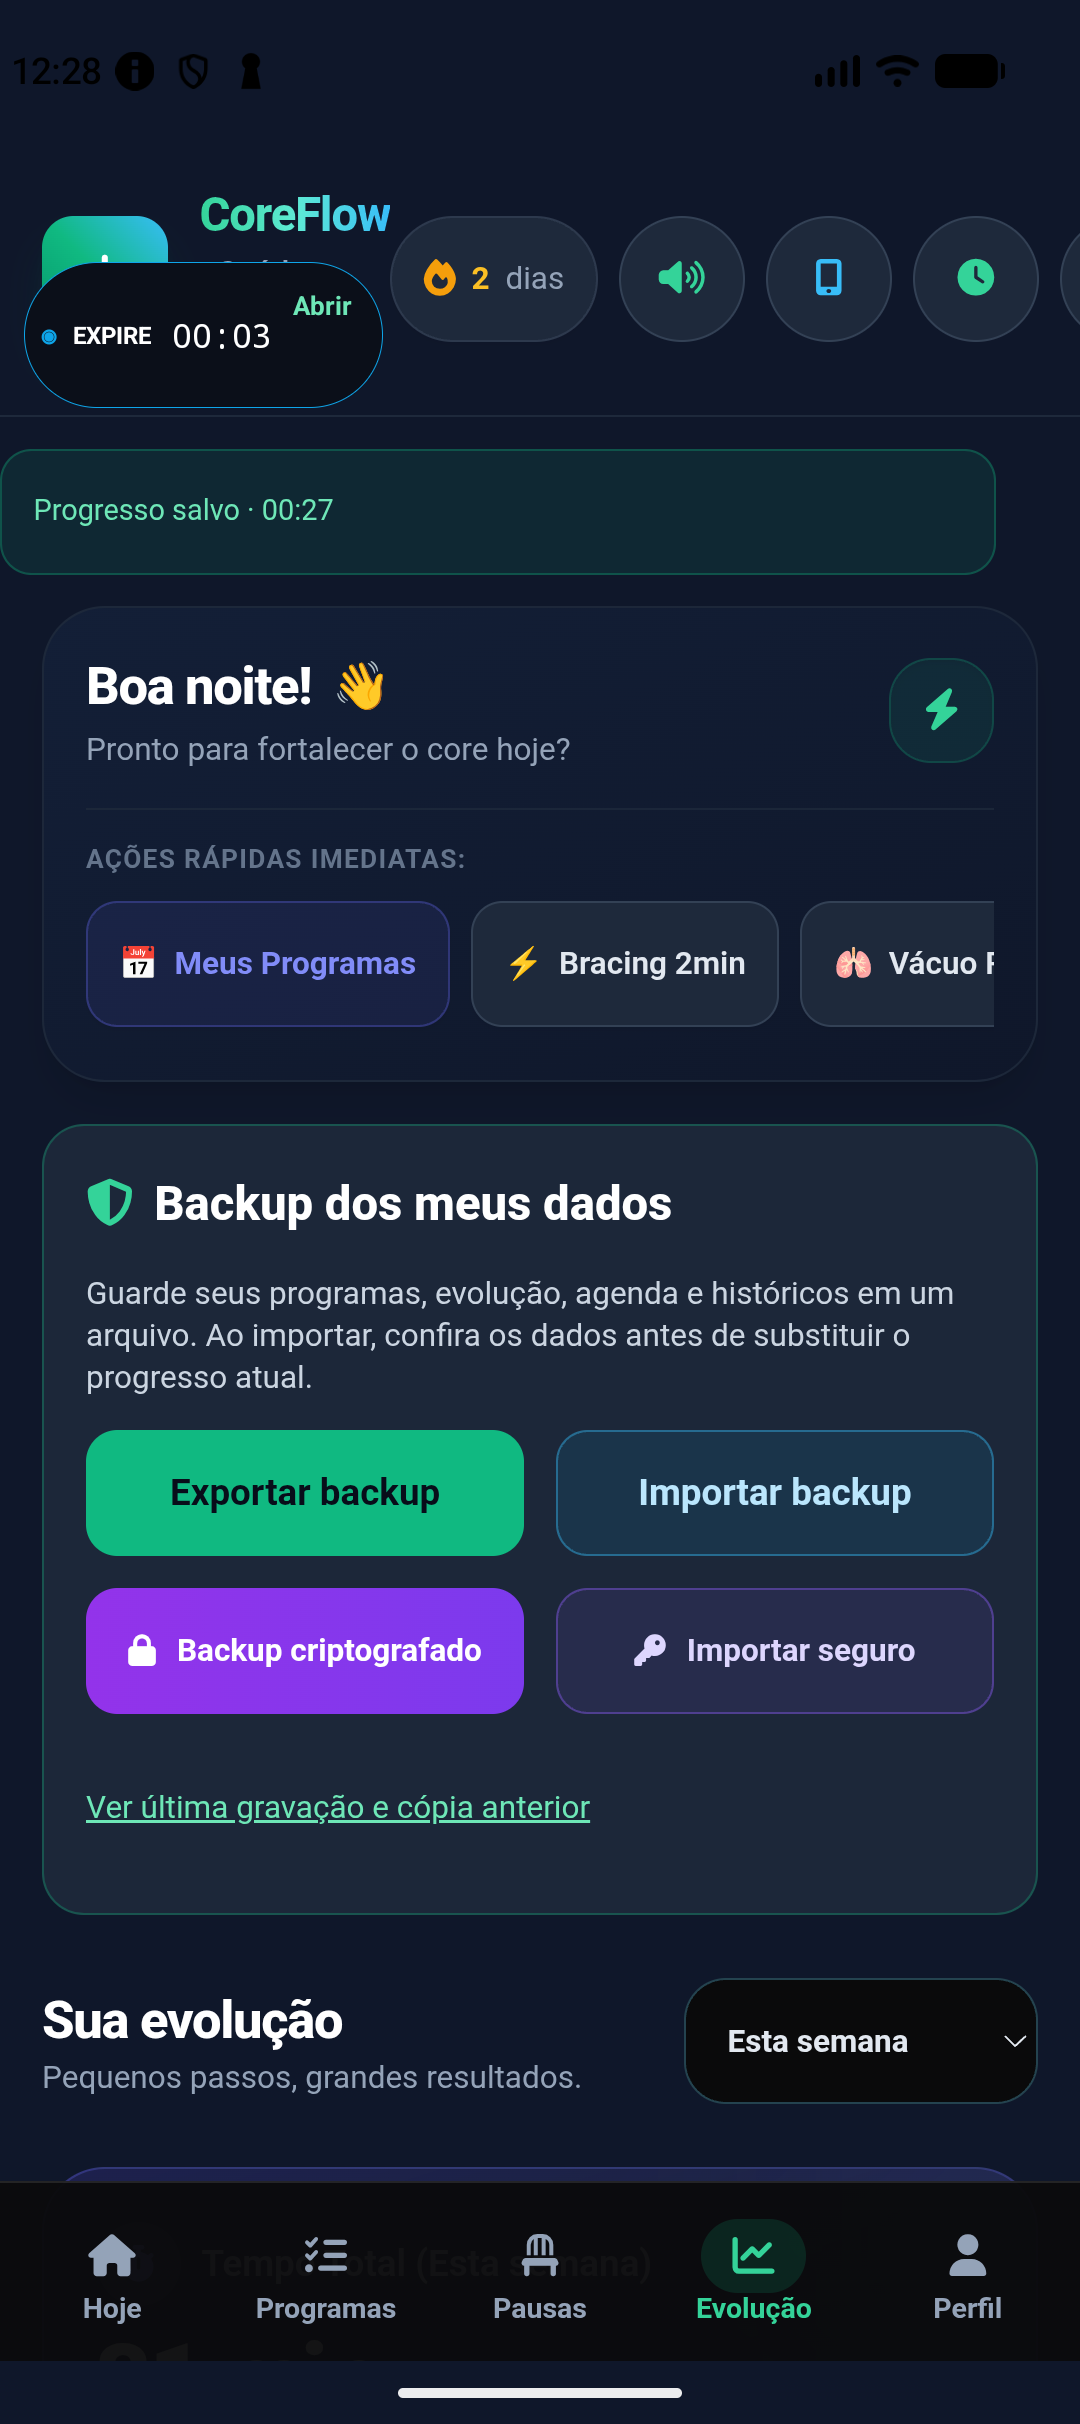 12:28
CoreFlow
2 dias
Abrir
EXPIRE 00:03
Progresso salvo · 00:27
Boa noite! 👋
Pronto para fortalecer o core hoje?
AÇÕES RÁPIDAS IMEDIATAS:
📅 Meus Programas
⚡ Bracing 2min
🫁 Vácuo
Backup dos meus dados
Guarde seus programas, evolução, agenda e históricos em um
arquivo. Ao importar, confira os dados antes de substituir o
progresso atual.
Exportar backup
Importar backup
Backup criptografado
Importar seguro
Ver última gravação e cópia anterior
Sua evolução
Pequenos passos, grandes resultados.
Esta semana
Tempo Total (Esta semana)
Hoje
Programas
Pausas
Evolução
Perfil